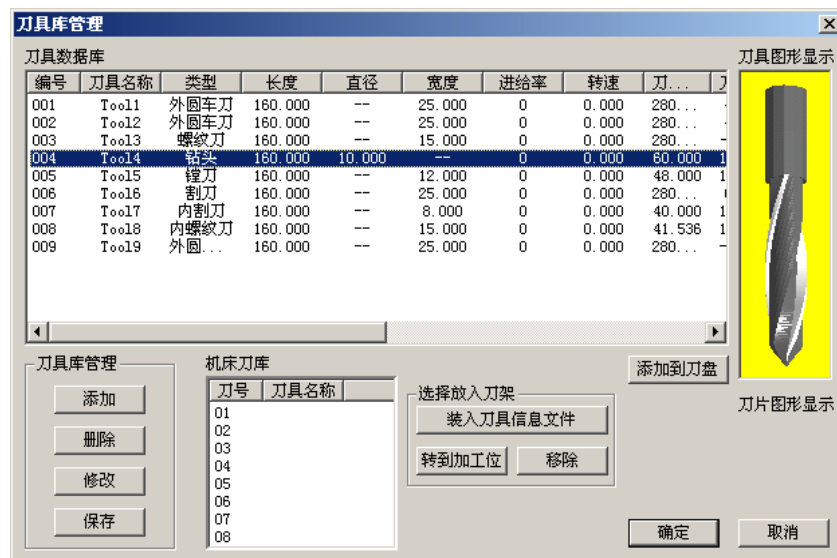 刀具库管理
刀具数据库 刀具图形显示
编号 刀具名称 类型 长度 直径 宽度 进给率 转速 刀...
001 Tool1 外圆车刀 160.000 -- 25.000 0 0.000 280...
002 Tool2 外圆车刀 160.000 -- 25.000 0 0.000 280...
003 Tool3 螺纹刀 160.000 -- 15.000 0 0.000 280...
004 Tool4 钻头 160.000 10.000 -- 0 0.000 60.000 1
005 Tool5 镗刀 160.000 -- 12.000 0 0.000 48.000 1
006 Tool6 割刀 160.000 -- 25.000 0 0.000 280...
007 Tool7 内割刀 160.000 -- 8.000 0 0.000 40.000 1
008 Tool8 内螺纹刀 160.000 -- 15.000 0 0.000 41.536 1
009 Tool9 外圆... 160.000 -- 25.000 0 0.000 280...
添加到刀盘
刀片图形显示
刀具库管理
添加
删除
修改
保存
机床刀库
刀号 刀具名称
01
02
03
04
05
06
07
08
选择放入刀架
装入刀具信息文件
转到加工位 移除
确定 取消